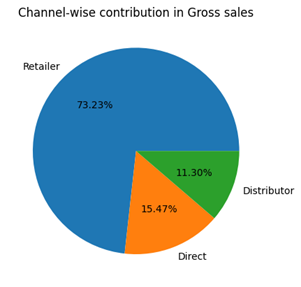 Channel-wise contribution in Gross sales
Retailer
73.23%
11.30%
Distributor
15.47%
Direct